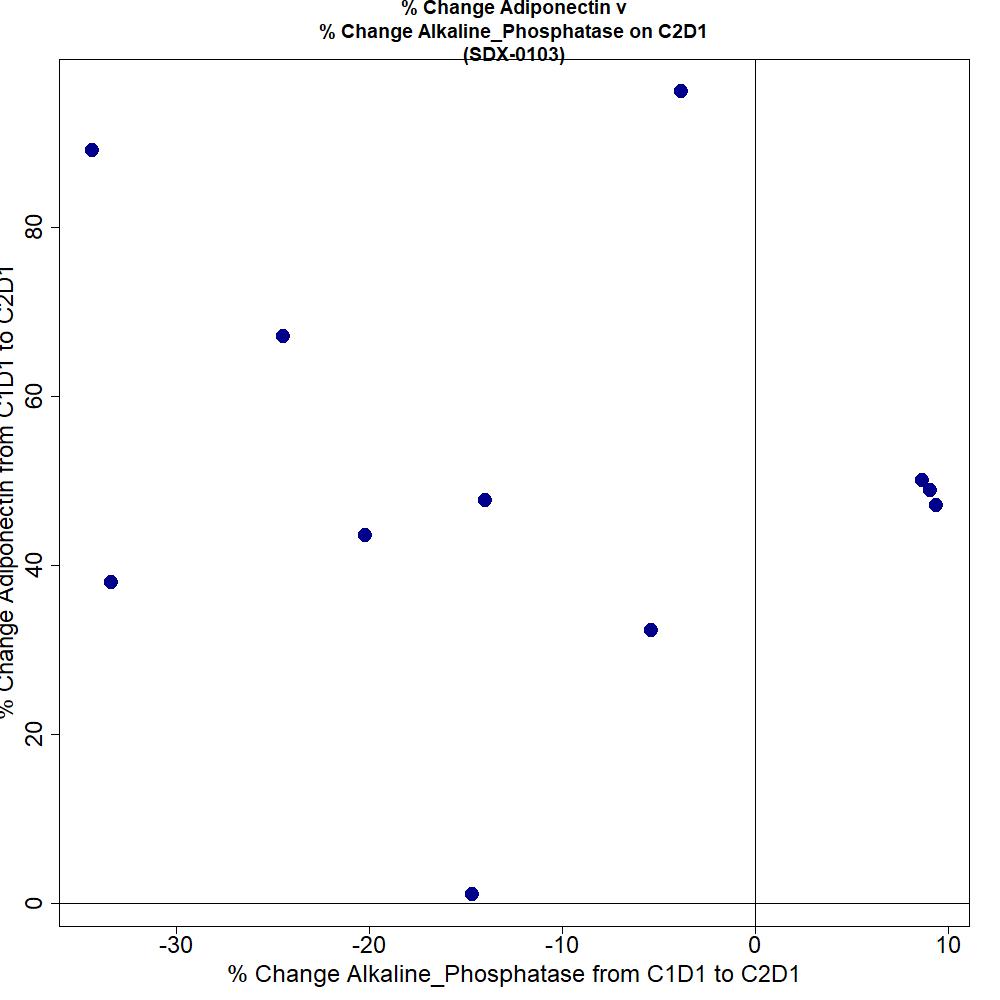 % Change Adiponectin v
% Change Alkaline_Phosphatase on C2D1
(SDX-0103)
% Change Adiponectin from C1D1 to C2D1
80
60
40
20
0
-30 -20 -10 0 10
% Change Alkaline_Phosphatase from C1D1 to C2D1